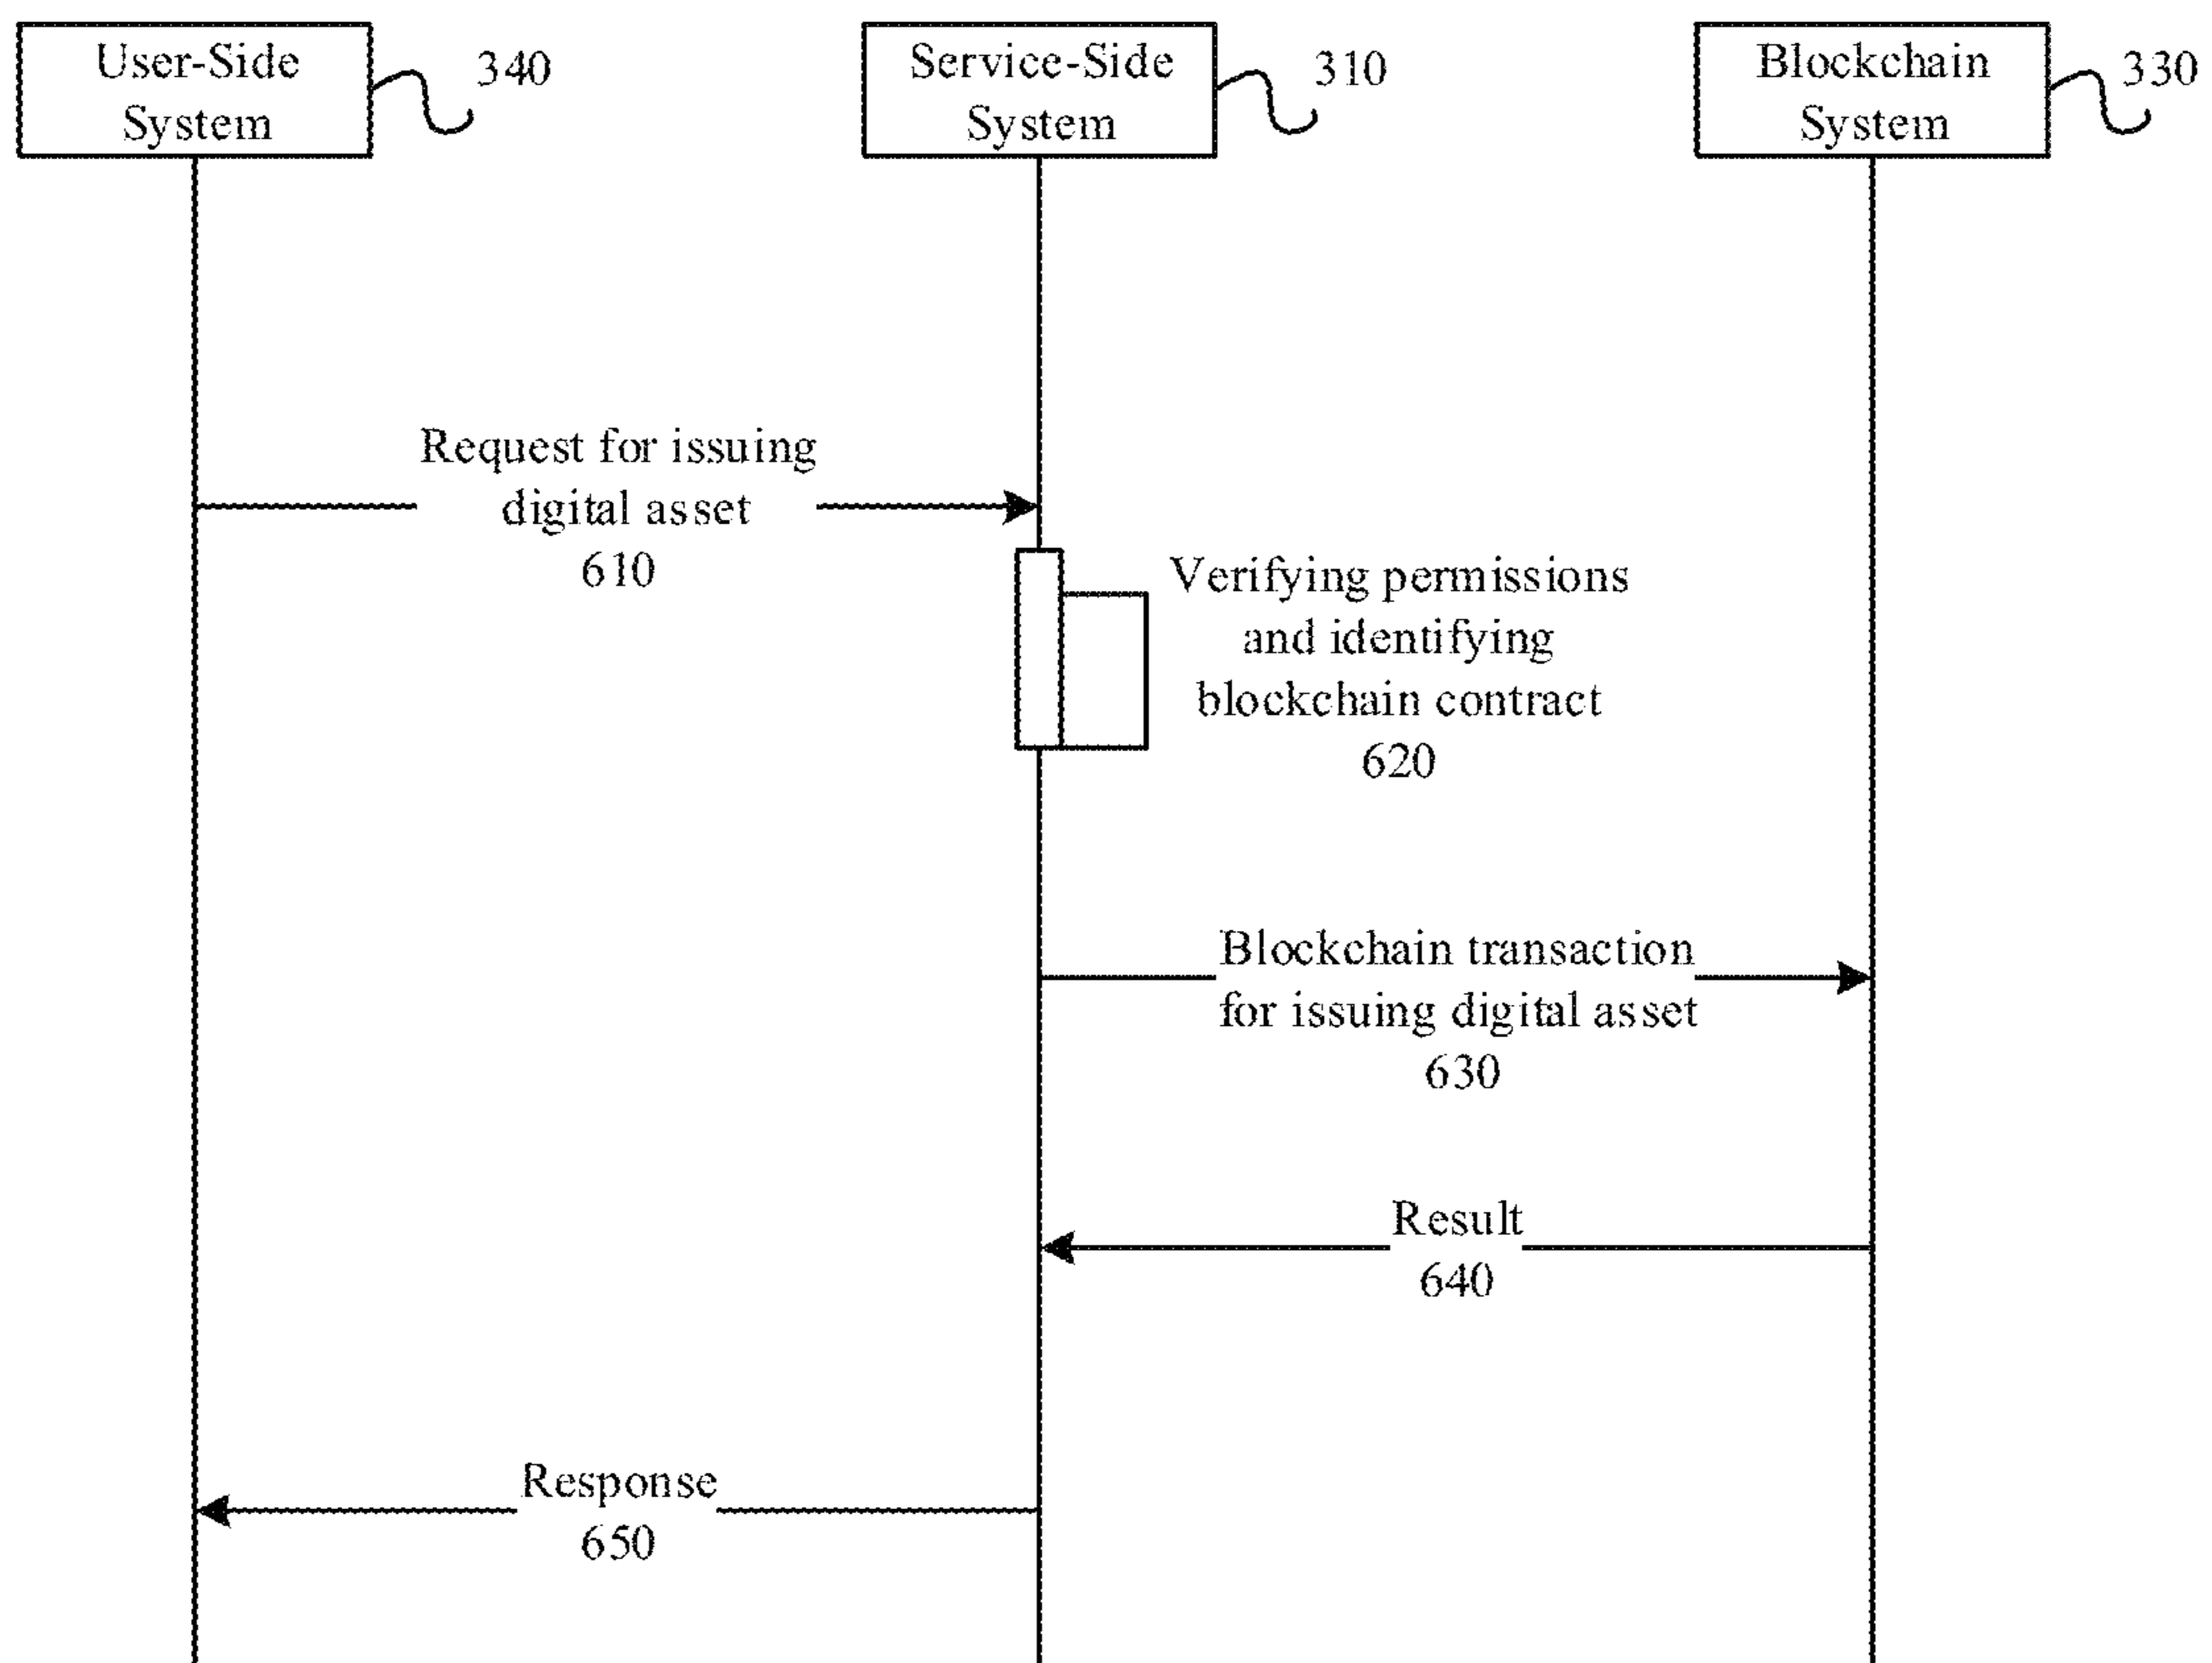 User-Side
System
340
Service-Side
System
310
Blockchain
System
330
Request for issuing
digital asset
610
Verifying permissions
and identifying
blockchain contract
620
Blockchain transaction
for issuing digital asset
630
Result
640
Response
650